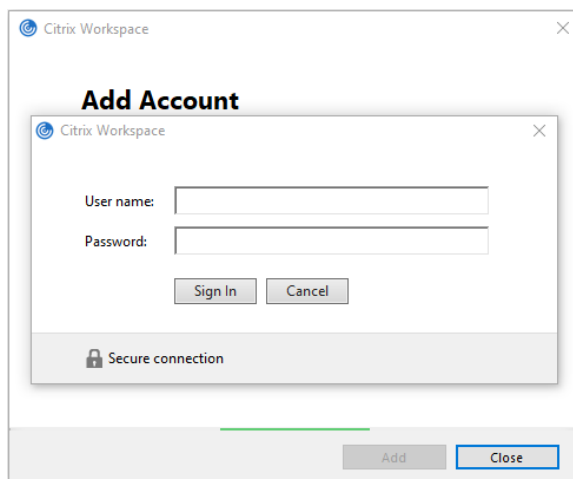 Citrix Workspace
Add Account
Citrix Workspace
User name:
Password:
Sign In Cancel
Secure connection
Add Close